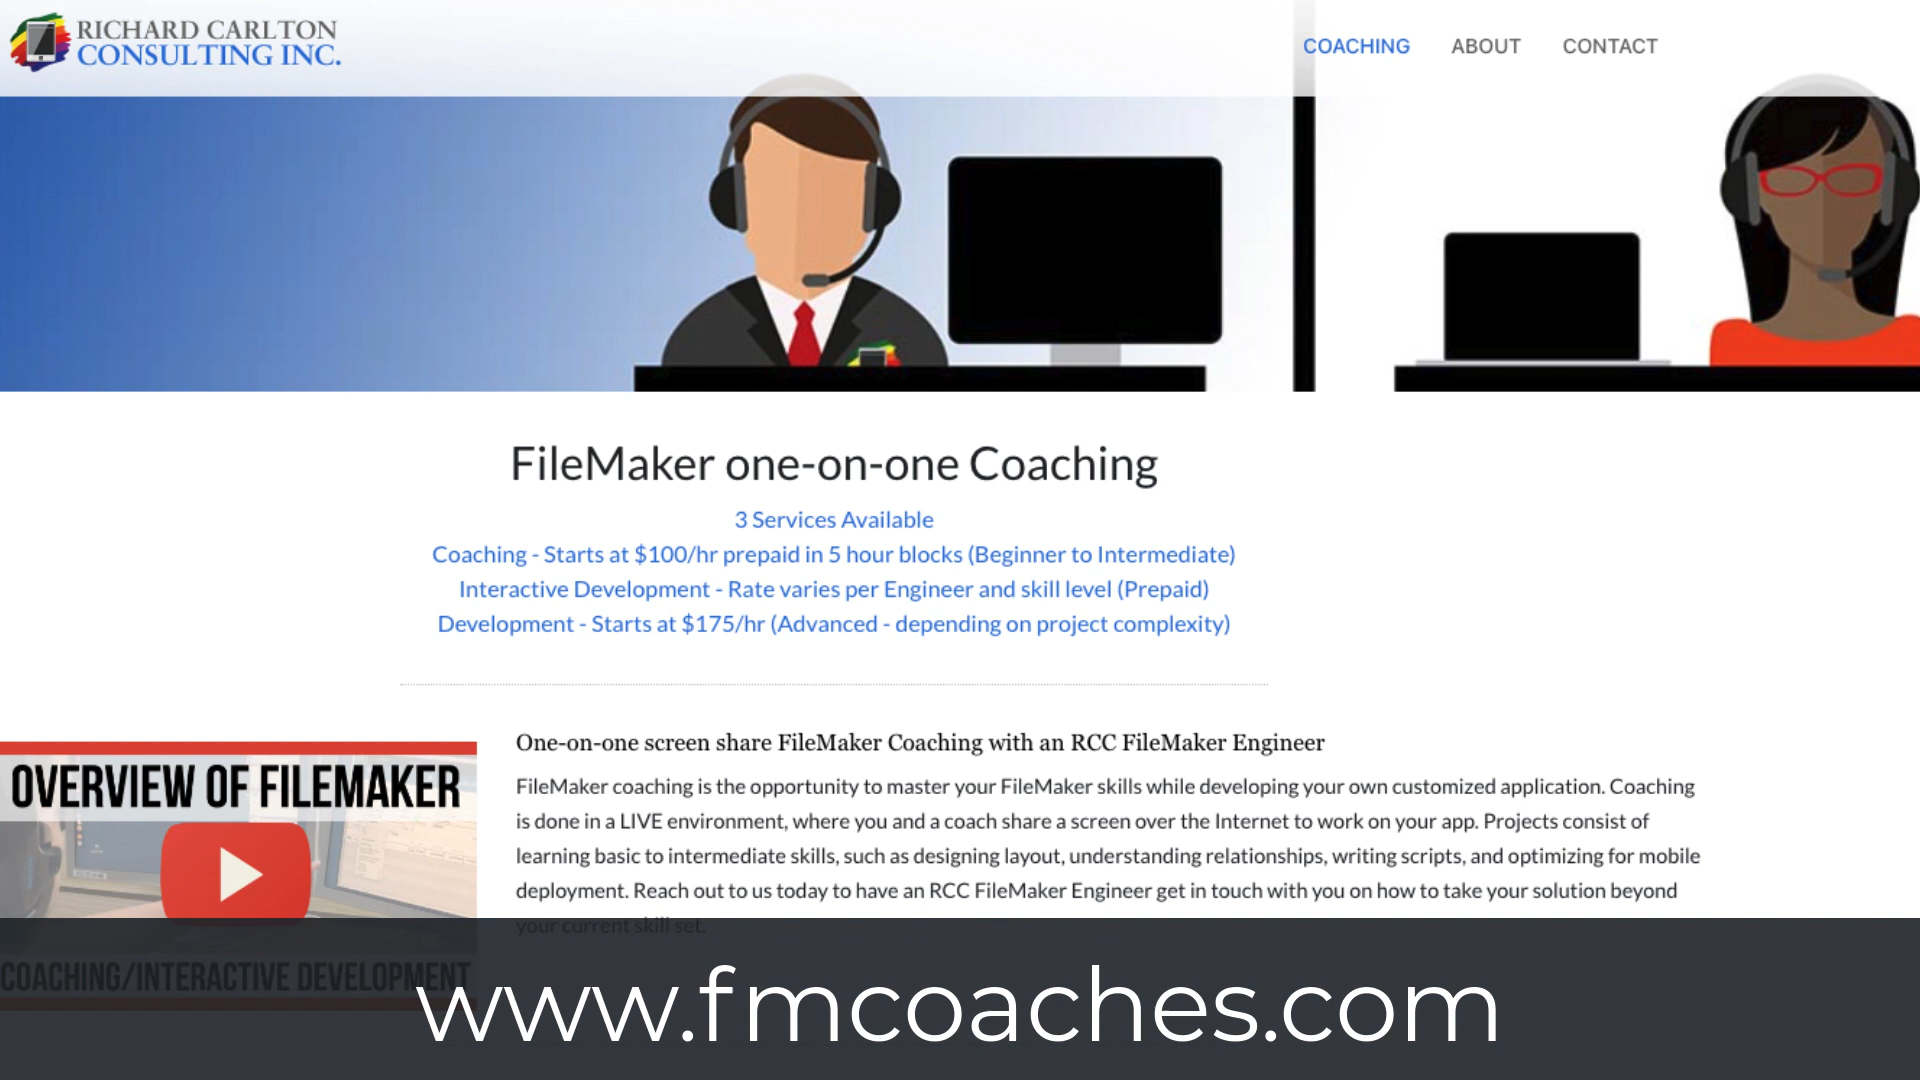 RICHARD CARLTON
CONSULTING INC.
COACHING ABOUT CONTACT
FileMaker one-on-one Coaching
3 Services Available
Coaching - Starts at $100/hr prepaid in 5 hour blocks (Beginner to Intermediate)
Interactive Development - Rate varies per Engineer and skill level (Prepaid)
Development - Starts at $175/hr (Advanced - depending on project complexity)
OVERVIEW OF FILEMAKER
COACHING/INTERACTIVE DEVELOPMENT
One-on-one screen share FileMaker Coaching with an RCC FileMaker Engineer
FileMaker coaching is the opportunity to master your FileMaker skills while developing your own customized application. Coaching
is done in a LIVE environment, where you and a coach share a screen over the Internet to work on your app. Projects consist of
learning basic to intermediate skills, such as designing layout, understanding relationships, writing scripts, and optimizing for mobile
deployment. Reach out to us today to have an RCC FileMaker Engineer get in touch with you on how to take your solution beyond
your current skill set.
www.fmcoaches.com